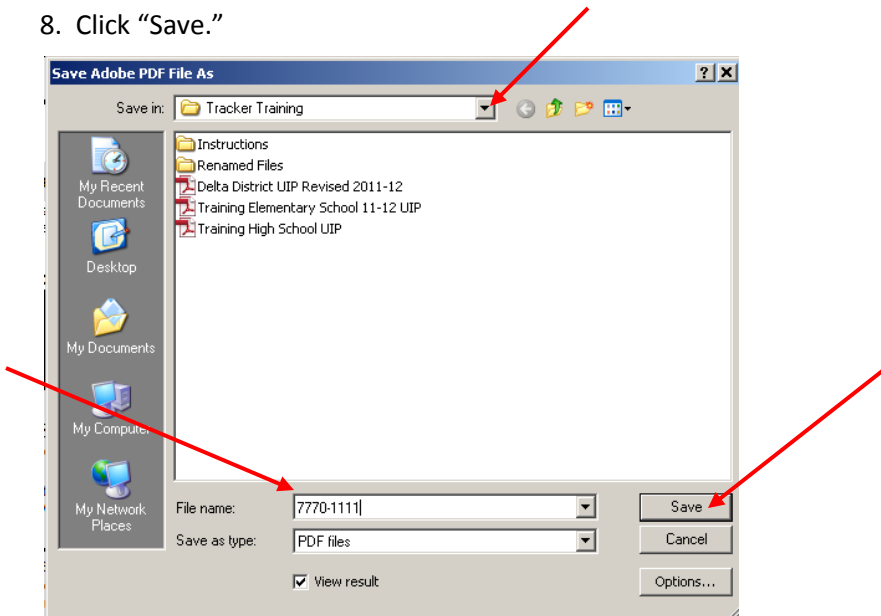 8. Click “Save.”
Save Adobe PDF File As
Save in: Tracker Training
My Recent
Documents
Desktop
My Documents
My Computer
My Network
Places
Instructions
Renamed Files
Delta District UIP Revised 2011-12
Training Elementary School 11-12 UIP
Training High School UIP
File name: 7770-1111 Save
Save as type: PDF files Cancel
View result Options...